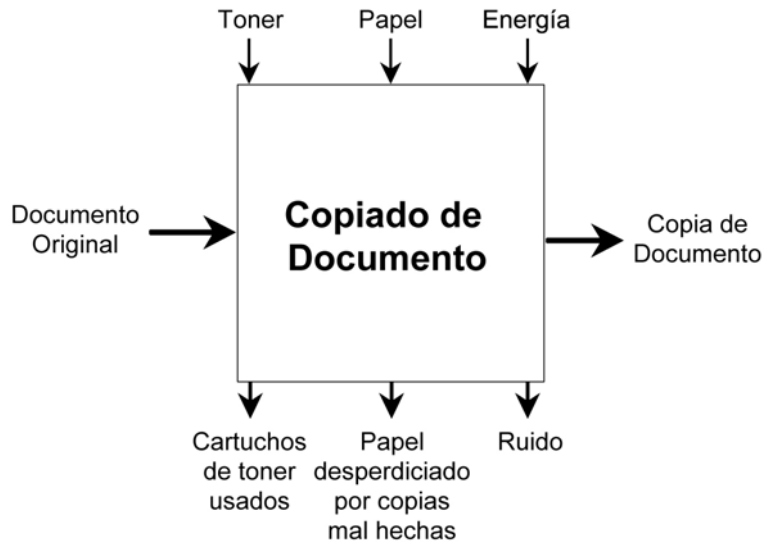 Toner
Papel
Energía
Documento
Original
Copiado de
Documento
Copia de
Documento
Cartuchos
de toner
usados
Papel
desperdiciado
por copias
mal hechas
Ruido